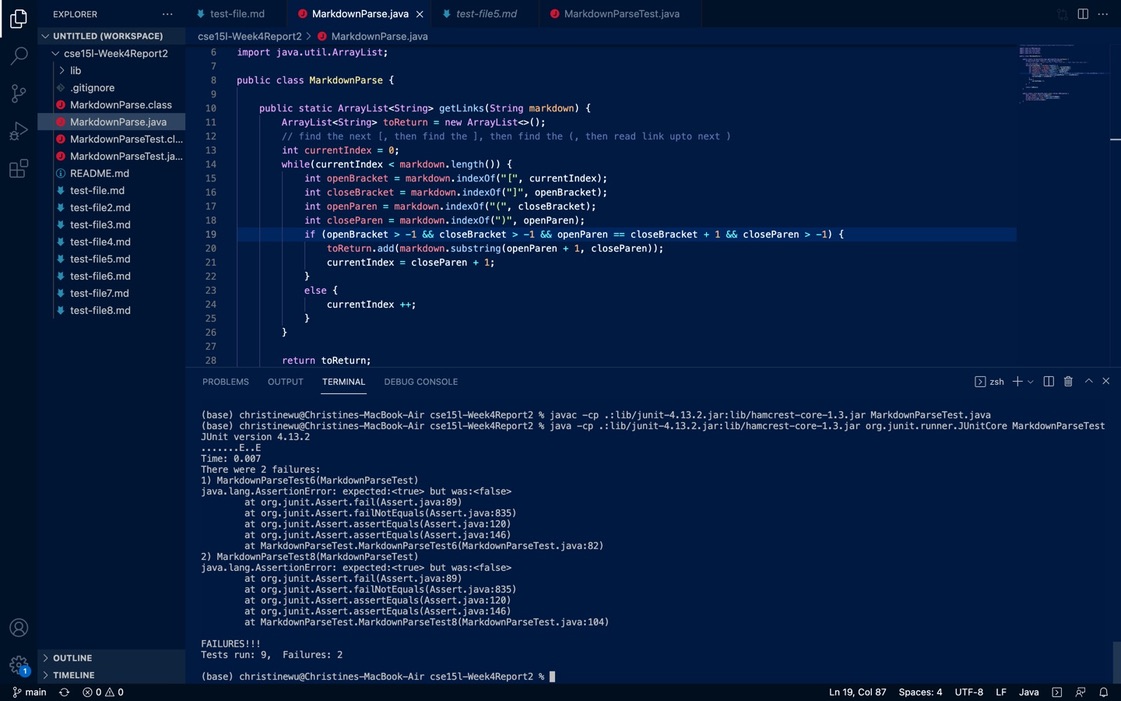 EXPLORER ...
test-file.md MarkdownParse.java × test-file5.md MarkdownParseTest.java
UNTITLED (WORKSPACE)
cse15l-Week4Report2
lib
.gitignore
MarkdownParse.class
MarkdownParse.java
MarkdownParseTest.cl...
MarkdownParseTest.ja...
README.md
test-file.md
test-file2.md
test-file3.md
test-file4.md
test-file5.md
test-file6.md
test-file7.md
test-file8.md
OUTLINE
TIMELINE
1
cse15l-Week4Report2 > MarkdownParse.java
6 import java.util.ArrayList;
7
8 public class MarkdownParse {
9
10 public static ArrayList<String> getLinks(String markdown) {
11 ArrayList<String> toReturn = new ArrayList<>();
12 // find the next [, then find the ], then find the (, then read link upto next )
13 int currentIndex = 0;
14 while(currentIndex < markdown.length()) {
15 int openBracket = markdown.indexOf("[", currentIndex);
16 int closeBracket = markdown.indexOf("]", openBracket);
17 int openParen = markdown.indexOf("(", closeBracket);
18 int closeParen = markdown.indexOf(")", openParen);
19 if (openBracket > -1 && closeBracket > -1 && openParen == closeBracket + 1 && closeParen > -1) {
20 toReturn.add(markdown.substring(openParen + 1, closeParen));
21 currentIndex = closeParen + 1;
22 }
23 else {
24 currentIndex ++;
25 }
26 }
27
28 return toReturn;
PROBLEMS OUTPUT TERMINAL DEBUG CONSOLE zsh
(base) christinewu@Christines-MacBook-Air cse15l-Week4Report2 % javac -cp .:lib/junit-4.13.2.jar:lib/hamcrest-core-1.3.jar MarkdownParseTest.java
(base) christinewu@Christines-MacBook-Air cse15l-Week4Report2 % java -cp .:lib/junit-4.13.2.jar:lib/hamcrest-core-1.3.jar org.junit.runner.JUnitCore MarkdownParseTest
JUnit version 4.13.2
.......E..E
Time: 0.007
There were 2 failures:
1) MarkdownParseTest6(MarkdownParseTest)
java.lang.AssertionError: expected:<true> but was:<false>
at org.junit.Assert.fail(Assert.java:89)
at org.junit.Assert.failNotEquals(Assert.java:835)
at org.junit.Assert.assertEquals(Assert.java:120)
at org.junit.Assert.assertEquals(Assert.java:146)
at MarkdownParseTest.MarkdownParseTest6(MarkdownParseTest.java:82)
2) MarkdownParseTest8(MarkdownParseTest)
java.lang.AssertionError: expected:<true> but was:<false>
at org.junit.Assert.fail(Assert.java:89)
at org.junit.Assert.failNotEquals(Assert.java:835)
at org.junit.Assert.assertEquals(Assert.java:120)
at org.junit.Assert.assertEquals(Assert.java:146)
at MarkdownParseTest.MarkdownParseTest8(MarkdownParseTest.java:104)
FAILURES!!!
Tests run: 9, Failures: 2
(base) christinewu@Christines-MacBook-Air cse15l-Week4Report2 %
main 0 0 Ln 19, Col 87 Spaces: 4 UTF-8 LF Java